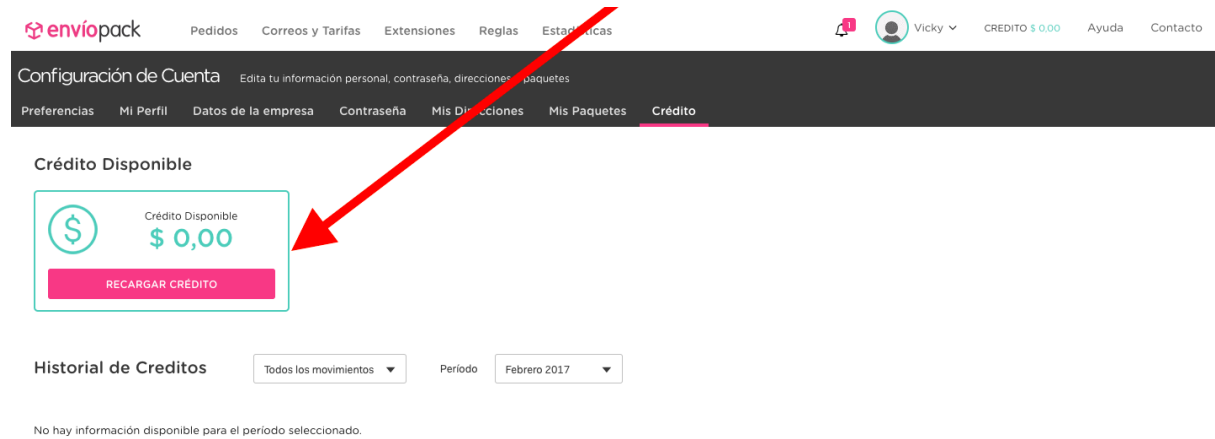 envíopack Pedidos Correos y Tarifas Extensiones Reglas Estadísticas 1 Vicky CREDITO $ 0,00 Ayuda Contacto
Configuración de Cuenta Edita tu información personal, contraseña, direcciones paquetes
Preferencias Mi Perfil Datos de la empresa Contraseña Mis Direcciones Mis Paquetes Crédito
Crédito Disponible
Crédito Disponible
$ 0,00
RECARGAR CRÉDITO
Historial de Creditos Todos los movimientos Período Febrero 2017
No hay información disponible para el período seleccionado.